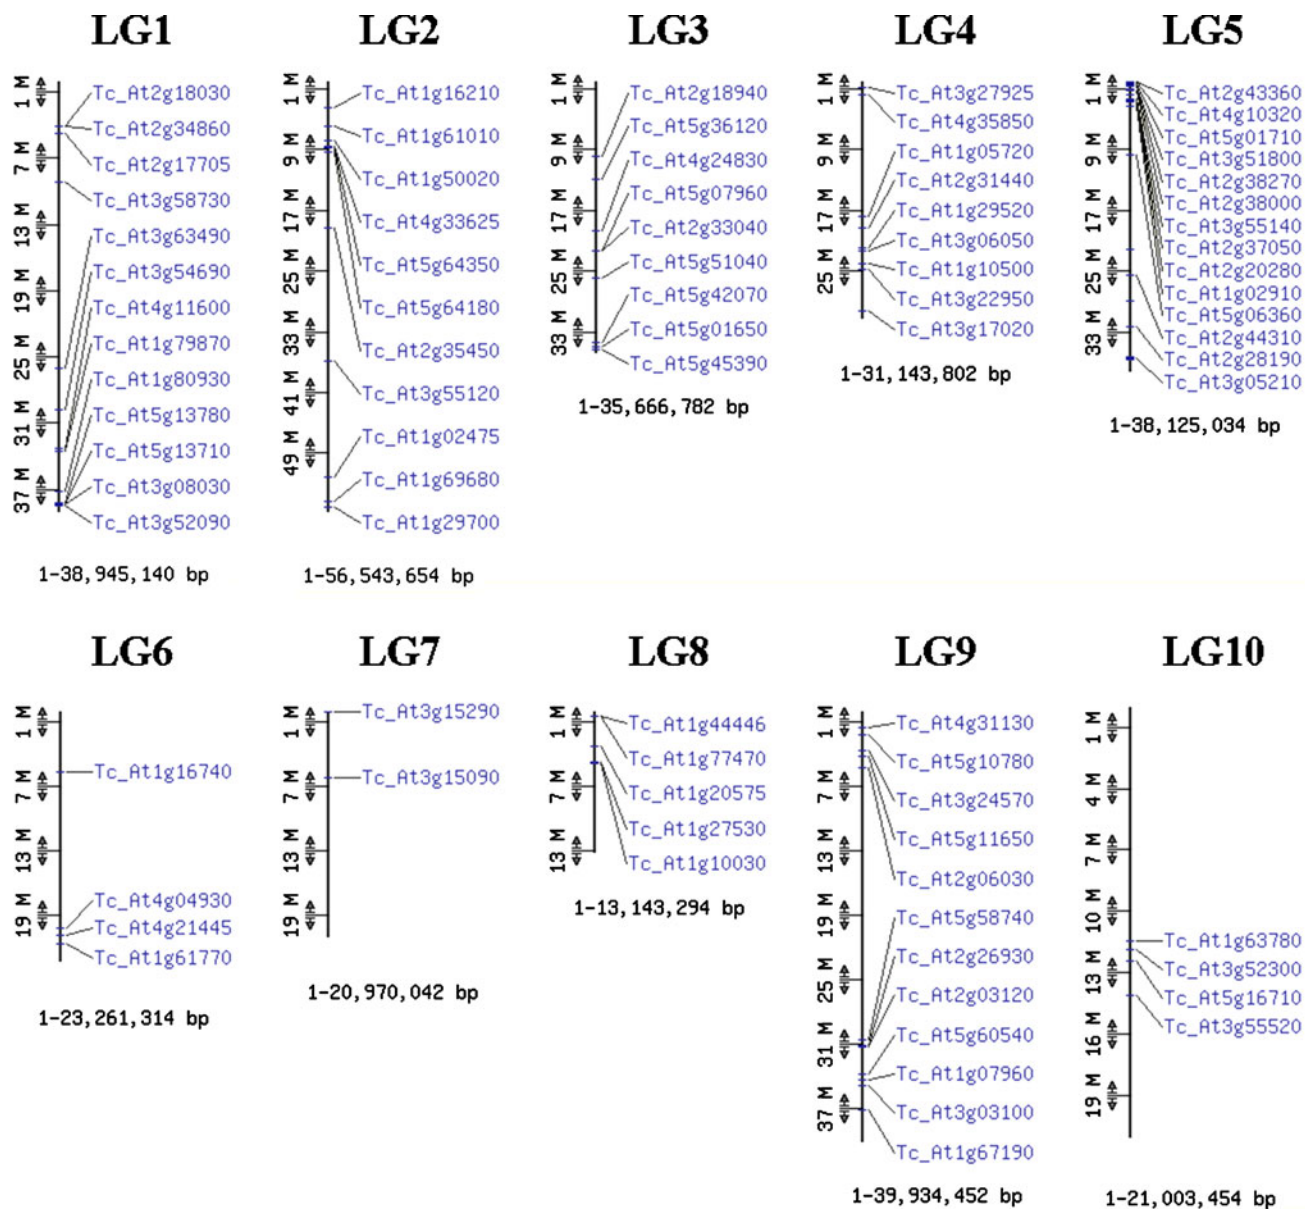 LG1
1 M
7 M
13 M
19 M
25 M
31 M
37 M
Tc_At2g18030
Tc_At2g34860
Tc_At2g17705
Tc_At3g58730
Tc_At3g63490
Tc_At3g54690
Tc_At4g11600
Tc_At1g79870
Tc_At1g80930
Tc_At5g13780
Tc_At5g13710
Tc_At3g08030
Tc_At3g52090
1-38,945,140 bp
LG2
1 M
9 M
17 M
25 M
33 M
41 M
49 M
Tc_At1g16210
Tc_At1g61010
Tc_At1g50020
Tc_At4g33625
Tc_At5g64350
Tc_At5g64180
Tc_At2g35450
Tc_At3g55120
Tc_At1g02475
Tc_At1g69680
Tc_At1g29700
1-56,543,654 bp
LG3
1 M
9 M
17 M
25 M
33 M
Tc_At2g18940
Tc_At5g36120
Tc_At4g24830
Tc_At5g07960
Tc_At2g33040
Tc_At5g51040
Tc_At5g42070
Tc_At5g01650
Tc_At5g45390
1-35,666,782 bp
LG4
1 M
9 M
17 M
25 M
Tc_At3g27925
Tc_At4g35850
Tc_At1g05720
Tc_At2g31440
Tc_At1g29520
Tc_At3g06050
Tc_At1g10500
Tc_At3g22950
Tc_At3g17020
1-31,143,802 bp
LG5
1 M
9 M
17 M
25 M
33 M
Tc_At2g43360
Tc_At4g10320
Tc_At5g01710
Tc_At3g51800
Tc_At2g38270
Tc_At2g38000
Tc_At3g55140
Tc_At2g37050
Tc_At2g20280
Tc_At1g02910
Tc_At5g06360
Tc_At2g44310
Tc_At2g28190
Tc_At3g05210
1-38,125,034 bp
LG6
1 M
7 M
13 M
19 M
Tc_At1g16740
Tc_At4g04930
Tc_At4g21445
Tc_At1g61770
1-23,261,314 bp
LG7
1 M
7 M
13 M
19 M
Tc_At3g15290
Tc_At3g15090
1-20,970,042 bp
LG8
1 M
7 M
13 M
Tc_At1g44446
Tc_At1g77470
Tc_At1g20575
Tc_At1g27530
Tc_At1g10030
1-13,143,294 bp
LG9
1 M
7 M
13 M
19 M
25 M
31 M
37 M
Tc_At4g31130
Tc_At5g10780
Tc_At3g24570
Tc_At5g11650
Tc_At2g06030
Tc_At5g58740
Tc_At2g26930
Tc_At2g03120
Tc_At5g60540
Tc_At1g07960
Tc_At3g03100
Tc_At1g67190
1-39,934,452 bp
LG10
1 M
4 M
7 M
10 M
13 M
16 M
19 M
Tc_At1g63780
Tc_At3g52300
Tc_At5g16710
Tc_At3g55520
1-21,003,454 bp